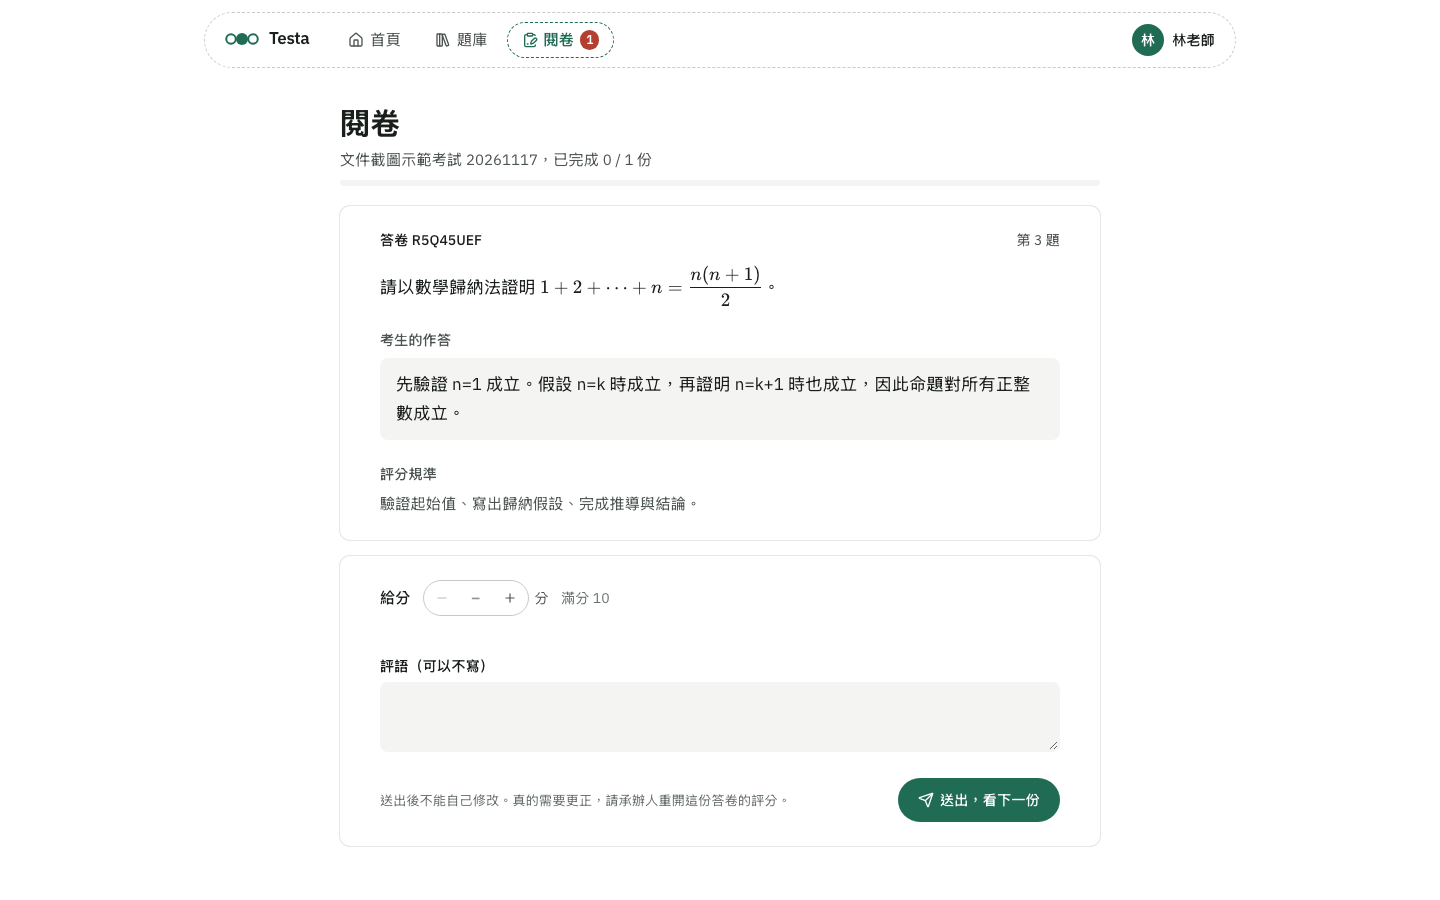 Testa
首頁
題庫
閱卷 1
林 林老師
閱卷
文件截圖示範考試 20261117，已完成 0 / 1 份
答卷 R5Q45UEF
第 3 題
請以數學歸納法證明 1 + 2 + ⋯ + n = n(n + 1) / 2。
考生的作答
先驗證 n=1 成立。假設 n=k 時成立，再證明 n=k+1 時也成立，因此命題對所有正整
數成立。
評分規準
驗證起始值、寫出歸納假設、完成推導與結論。
給分 − – + 分 滿分 10
評語（可以不寫）
送出後不能自己修改。真的需要更正，請承辦人重開這份答卷的評分。
送出，看下一份